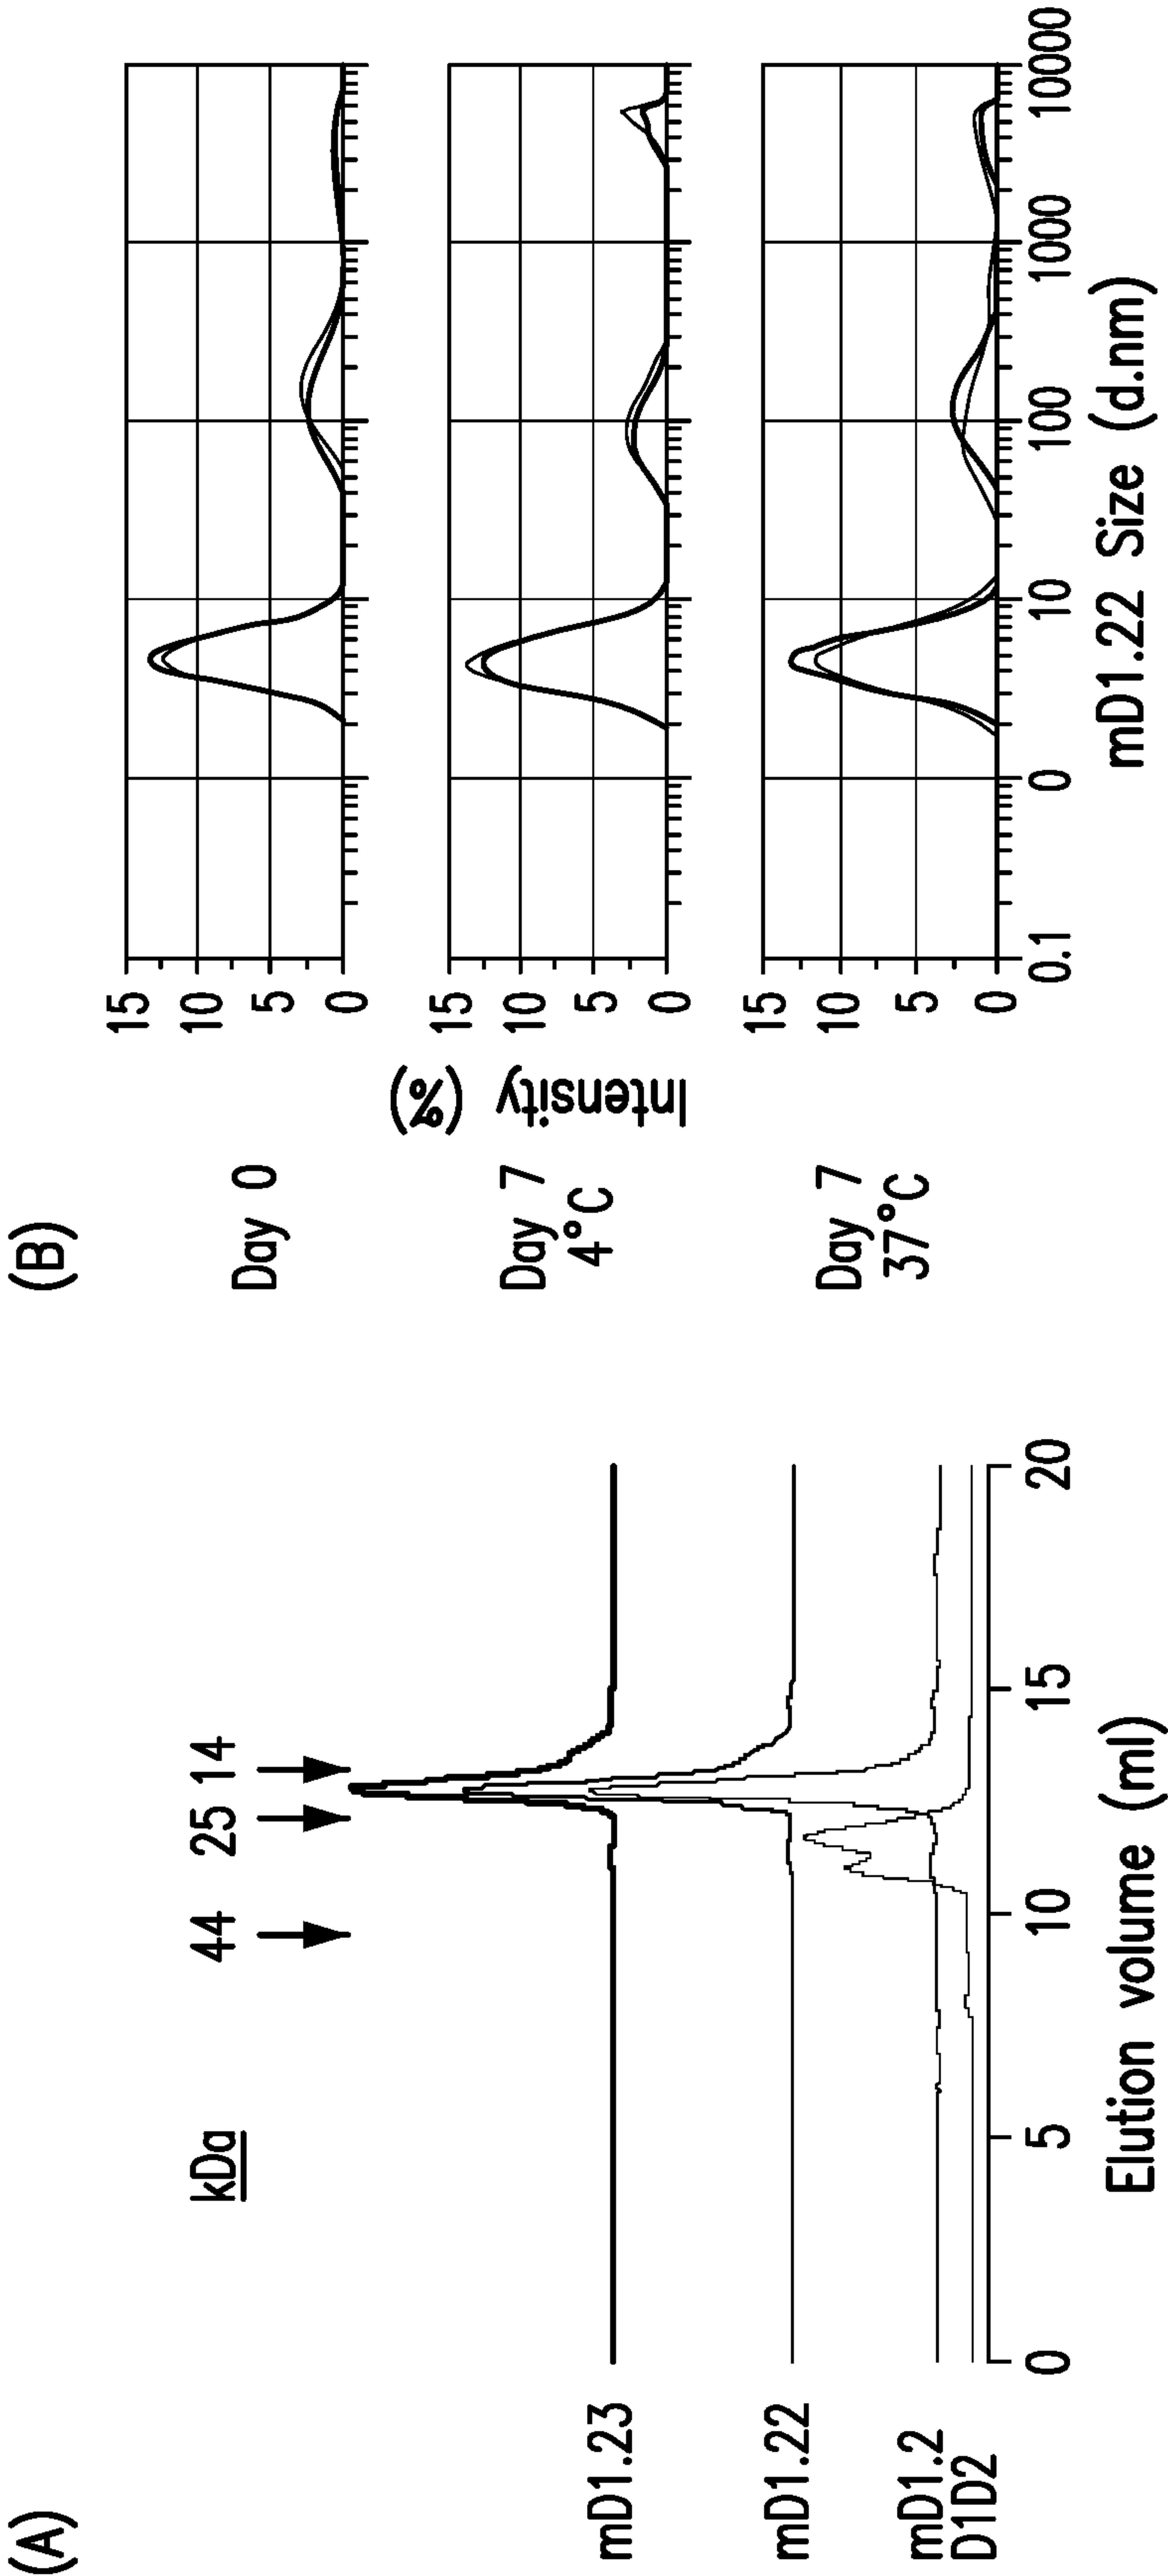 (A)
kDa
44 25 14
mD1.23
mD1.22
mD1.2
D1D2
0 5 10 15 20
Elution volume (ml)
(B)
Day 0
15
10
5
0
Day 7
4°C
Intensity (%)
15
10
5
0
Day 7
37°C
15
10
5
0
0.1 0 10 100 1000 10000
mD1.22 Size (d.nm)